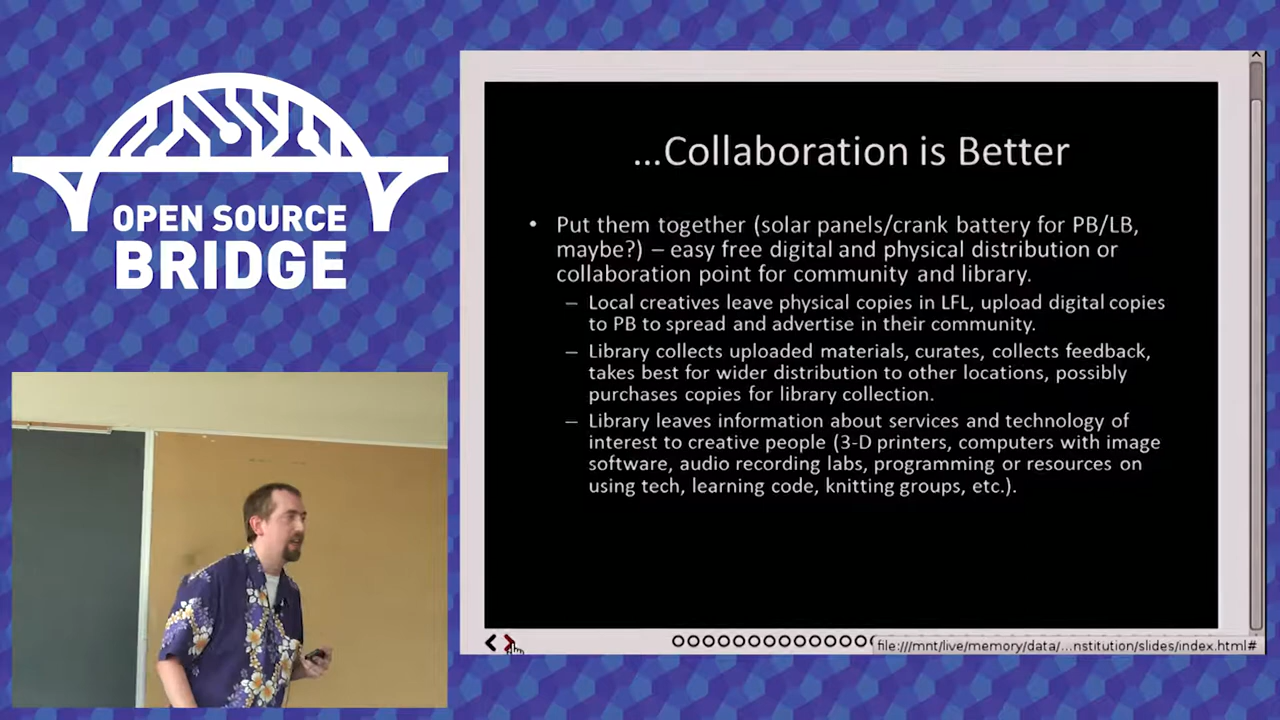 OPEN SOURCE
BRIDGE
...Collaboration is Better
• Put them together (solar panels/crank battery for PB/LB,
maybe?) – easy free digital and physical distribution or
collaboration point for community and library.
– Local creatives leave physical copies in LFL, upload digital copies
to PB to spread and advertise in their community.
– Library collects uploaded materials, curates, collects feedback,
takes best for wider distribution to other locations, possibly
purchases copies for library collection.
– Library leaves information about services and technology of
interest to creative people (3-D printers, computers with image
software, audio recording labs, programming or resources on
using tech, learning code, knitting groups, etc.).
file:///mnt/live/memory/data/...nstitution/slides/index.html#